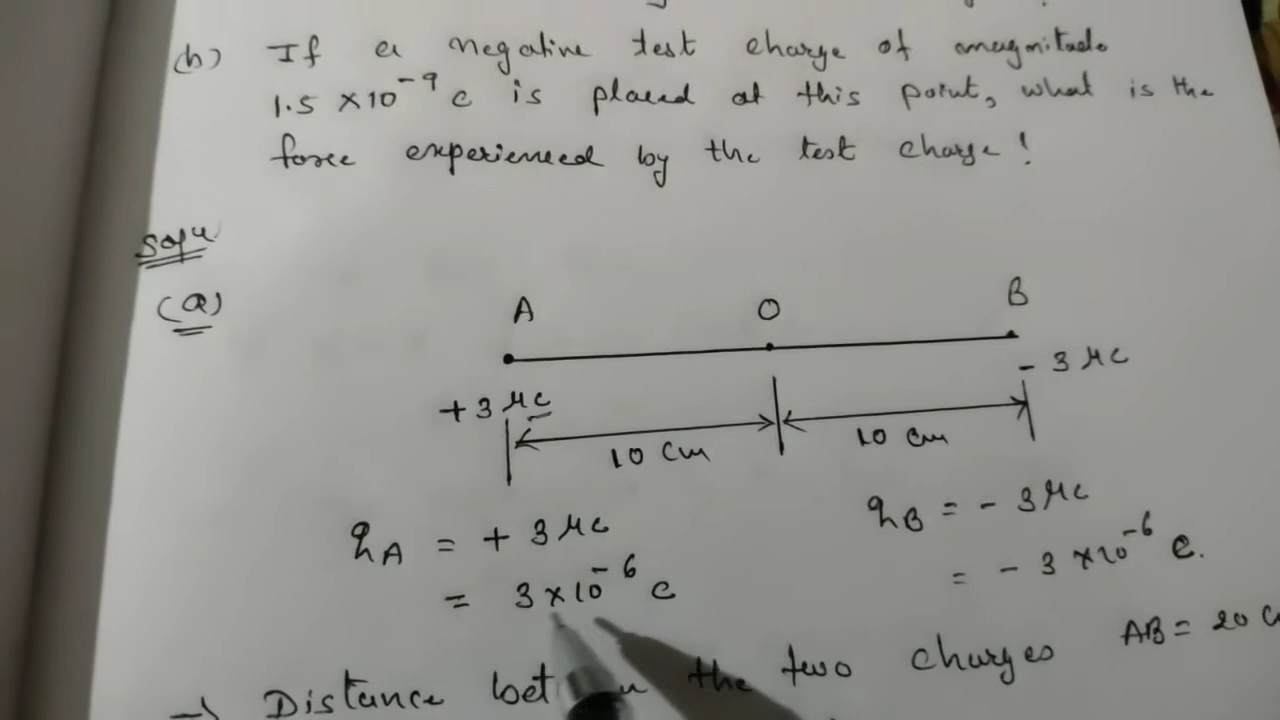 (b) If a negative test charge of magnitude
1.5 × 10⁻⁹ c is placed at this point, what is the
force experienced by the test charge!
Solu
(a)
A O B
+3 μc - 3 μc
10 cm 10 cm
qA = + 3 μc qB = - 3 μc
= 3×10⁻⁶ c = - 3 ×10⁻⁶ c.
→ Distance the two charges AB = 20